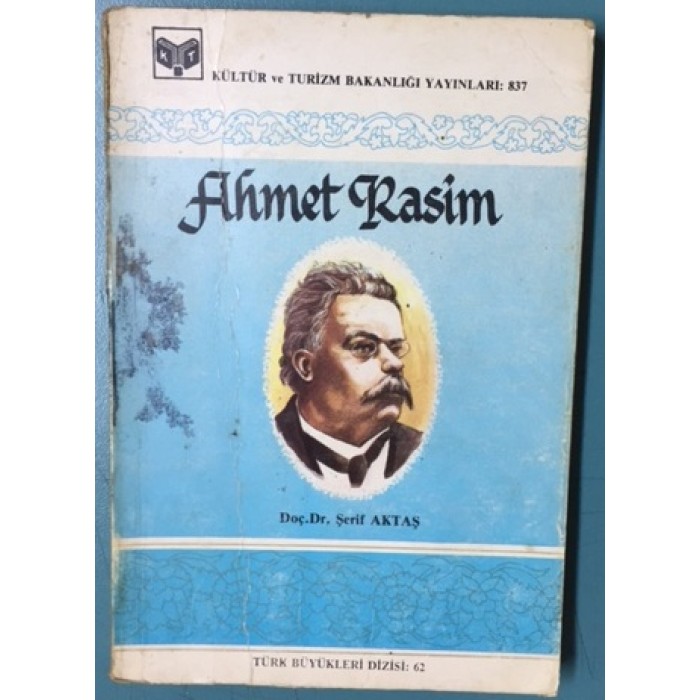 K T
KÜLTÜR ve TURİZM BAKANLIĞI YAYINLARI: 837
Ahmet Rasim
Doç.Dr. Şerif AKTAŞ
TÜRK BÜYÜKLERİ DİZİSİ: 62